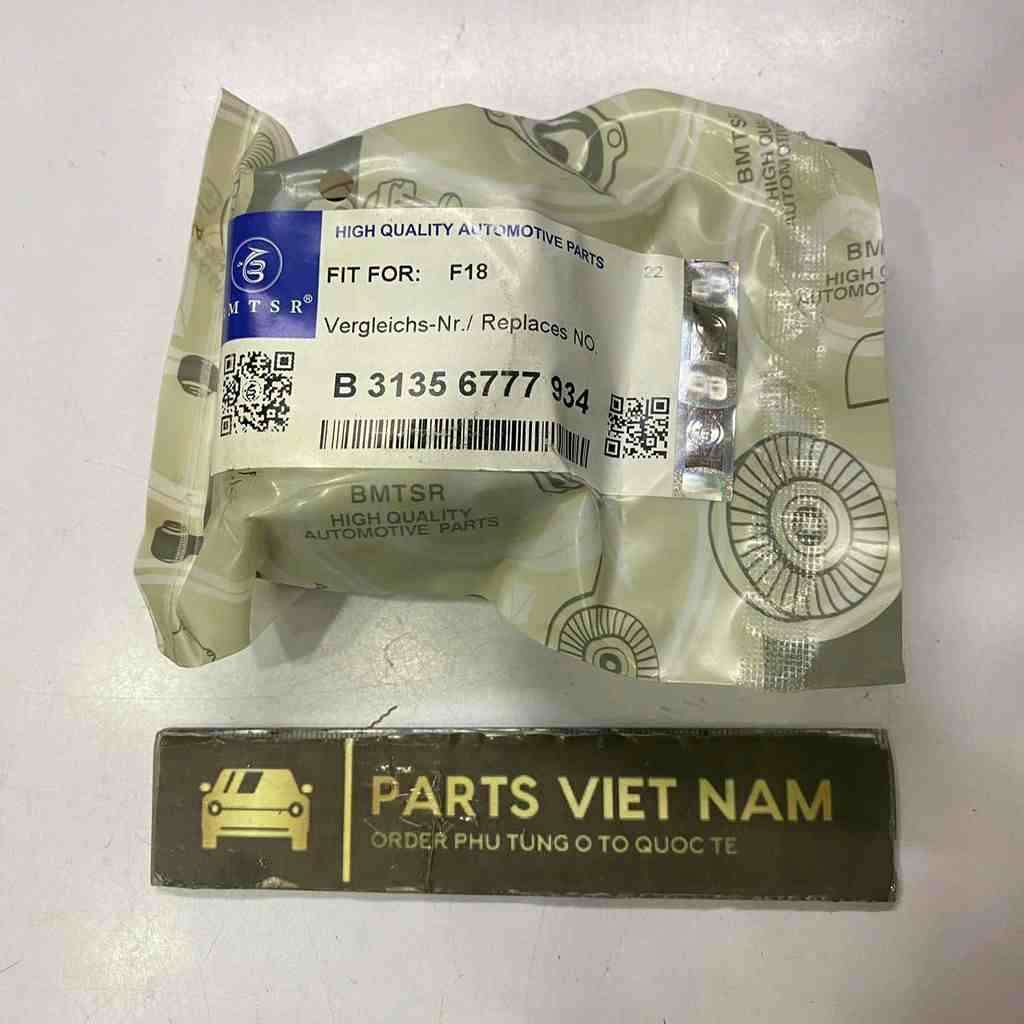 BMTSR
HIGH QUALITY
AUTOMOTIVE
HIGH QUALITY AUTOMOTIVE PARTS
FIT FOR: F18
22
MTSR®
Vergleichs-Nr./ Replaces NO.
B 3135 6777 934
BMTSR
HIGH QUALITY
AUTOMOTIVE PARTS
PARTS VIET NAM
ORDER PHU TUNG O TO QUOC TE